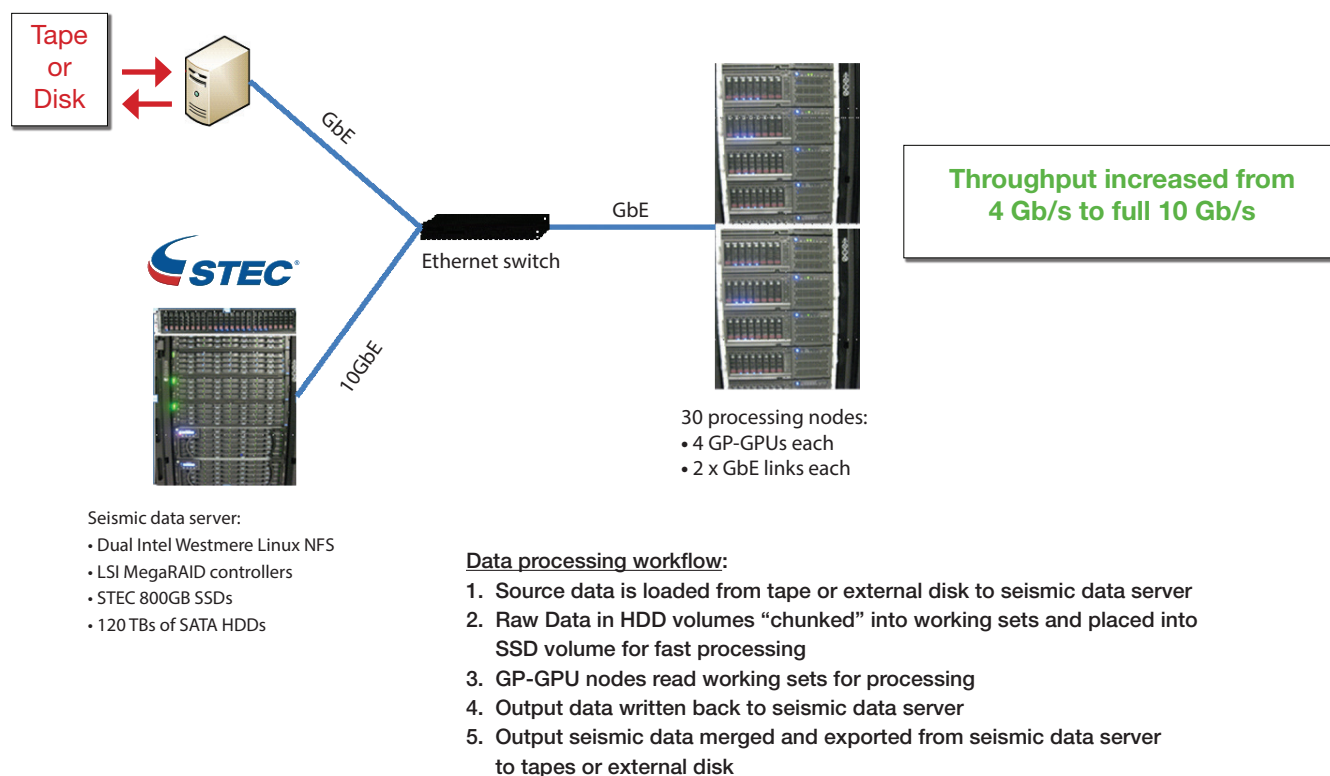 Tape
or
Disk
GbE
GbE
Throughput increased from
4 Gb/s to full 10 Gb/s
Ethernet switch
STEC®
10GbE
30 processing nodes:
• 4 GP-GPUs each
• 2 x GbE links each
Seismic data server:
• Dual Intel Westmere Linux NFS
• LSI MegaRAID controllers
• STEC 800GB SSDs
• 120 TBs of SATA HDDs
Data processing workflow:
1. Source data is loaded from tape or external disk to seismic data server
2. Raw Data in HDD volumes “chunked” into working sets and placed into
SSD volume for fast processing
3. GP-GPU nodes read working sets for processing
4. Output data written back to seismic data server
5. Output seismic data merged and exported from seismic data server
to tapes or external disk